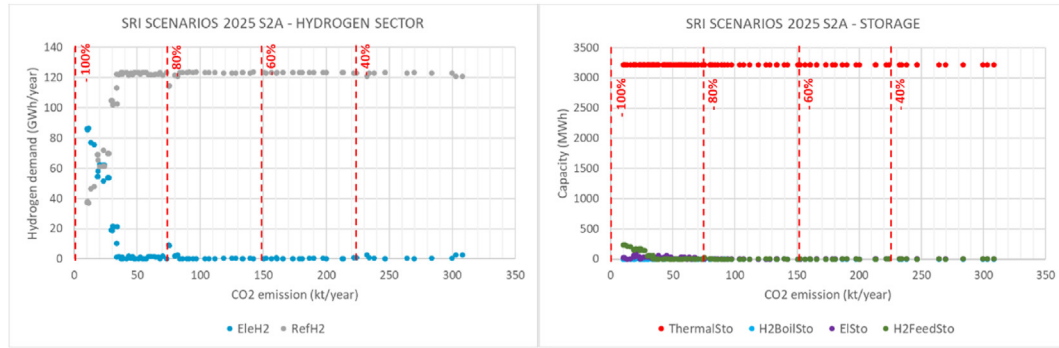 SRI SCENARIOS 2025 S2A - HYDROGEN SECTOR
Hydrogen demand (GWh/year)
140
120
100
80
60
40
20
0
-100%
-80%
-60%
-40%
0 50 100 150 200 250 300 350
CO2 emission (kt/year)
EleH2 RefH2
SRI SCENARIOS 2025 S2A - STORAGE
Capacity (MWh)
3500
3000
2500
2000
1500
1000
500
0
-100%
-80%
-60%
-40%
0 50 100 150 200 250 300 350
CO2 emission (kt/year)
ThermalSto H2BoilSto ElSto H2FeedSto